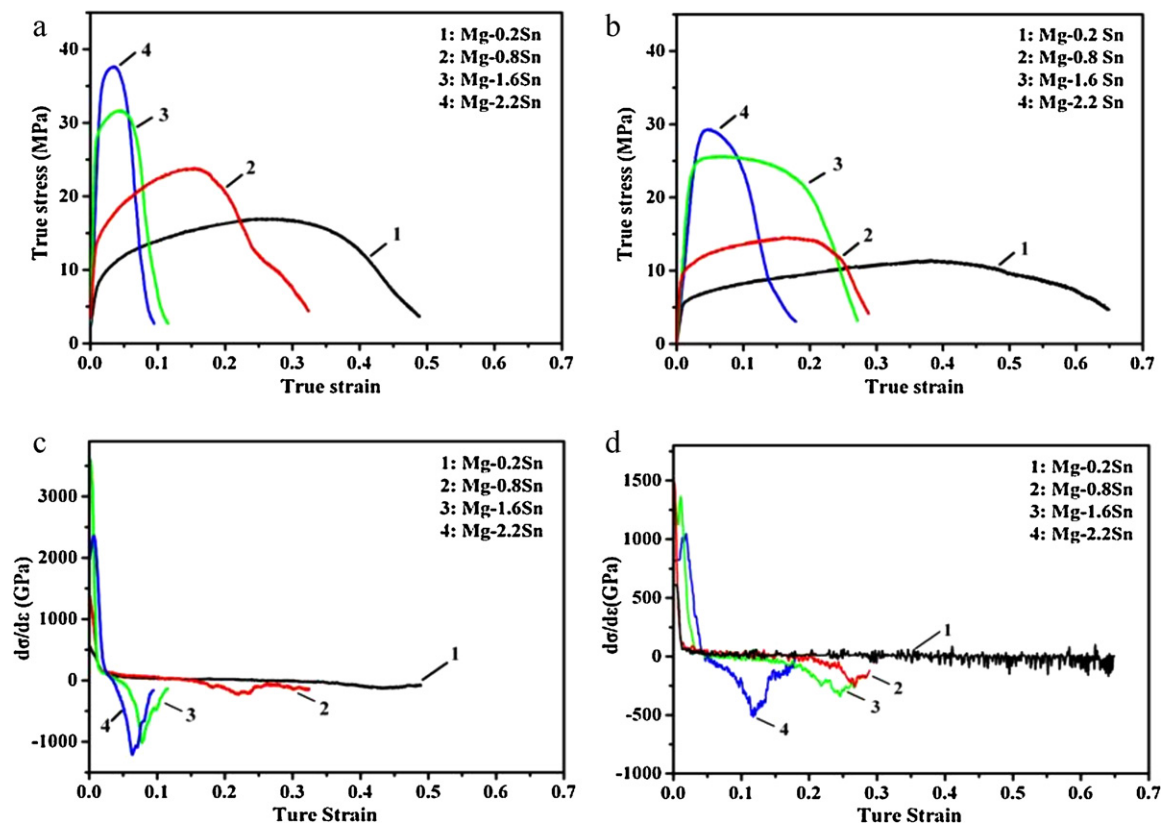 a
1: Mg-0.2Sn
2: Mg-0.8Sn
3: Mg-1.6Sn
4: Mg-2.2Sn
True stress (MPa)
40
30
20
10
0
4
3
2
1
0.0 0.1 0.2 0.3 0.4 0.5 0.6 0.7
True strain
b
1: Mg-0.2 Sn
2: Mg-0.8 Sn
3: Mg-1.6 Sn
4: Mg-2.2 Sn
True stress (MPa)
40
30
20
10
0
4
3
2
1
0.0 0.1 0.2 0.3 0.4 0.5 0.6 0.7
True strain
c
1: Mg-0.2Sn
2: Mg-0.8Sn
3: Mg-1.6Sn
4: Mg-2.2Sn
dσ/dε (GPa)
3000
2000
1000
0
-1000
1
2
3
4
0.0 0.1 0.2 0.3 0.4 0.5 0.6 0.7
Ture Strain
d
1: Mg-0.2Sn
2: Mg-0.8Sn
3: Mg-1.6Sn
4: Mg-2.2Sn
dσ/dε(GPa)
1500
1000
500
0
-500
-1000
1
2
3
4
0.0 0.1 0.2 0.3 0.4 0.5 0.6 0.7
Ture Strain